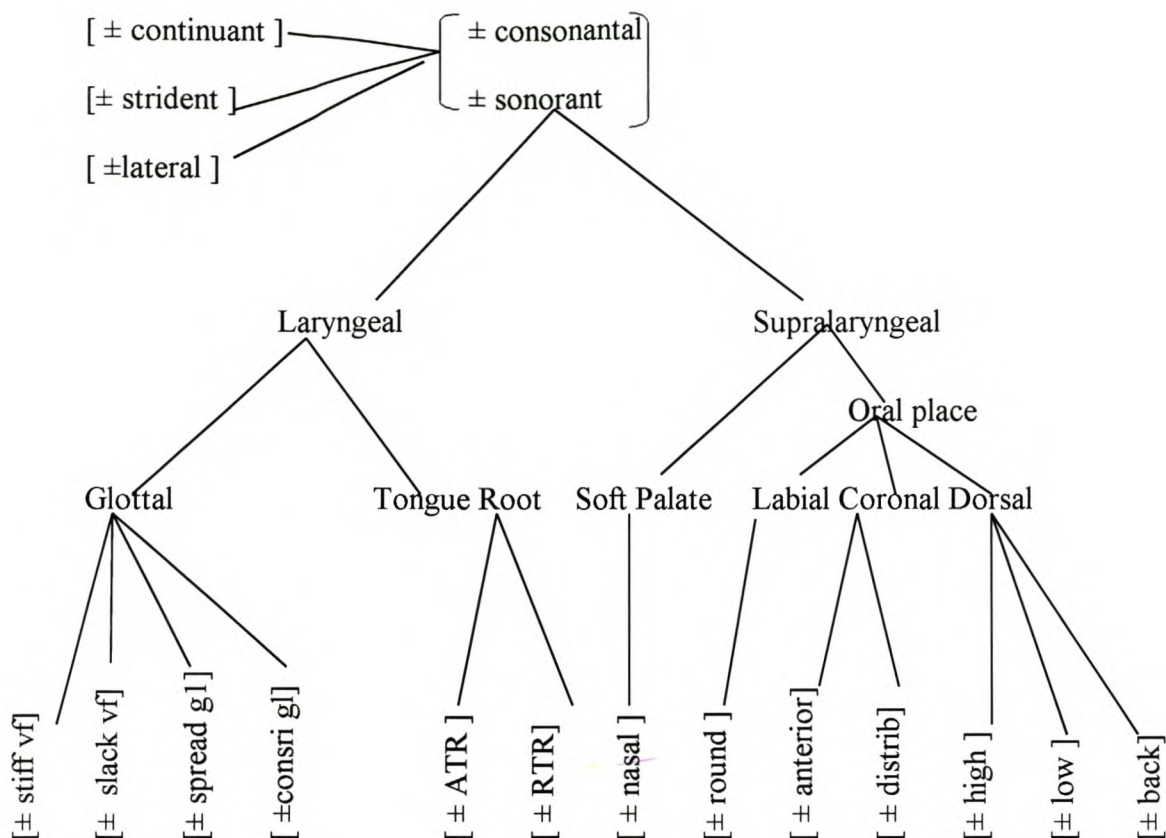 [ ± continuant ]
± consonantal
[± strident ]
± sonorant
[ ±lateral ]
Laryngeal
Supralaryngeal
Oral place
Glottal
Tongue Root
Soft Palate
Labial Coronal Dorsal
[± stiff vf]
[± slack vf]
[± spread g1]
[ ±consri gl]
[ ± ATR ]
[ ± RTR]
[ ± nasal ]
[ ± round ]
[ ± anterior]
[ ± distrib]
[± high ]
[± low ]
[± back]